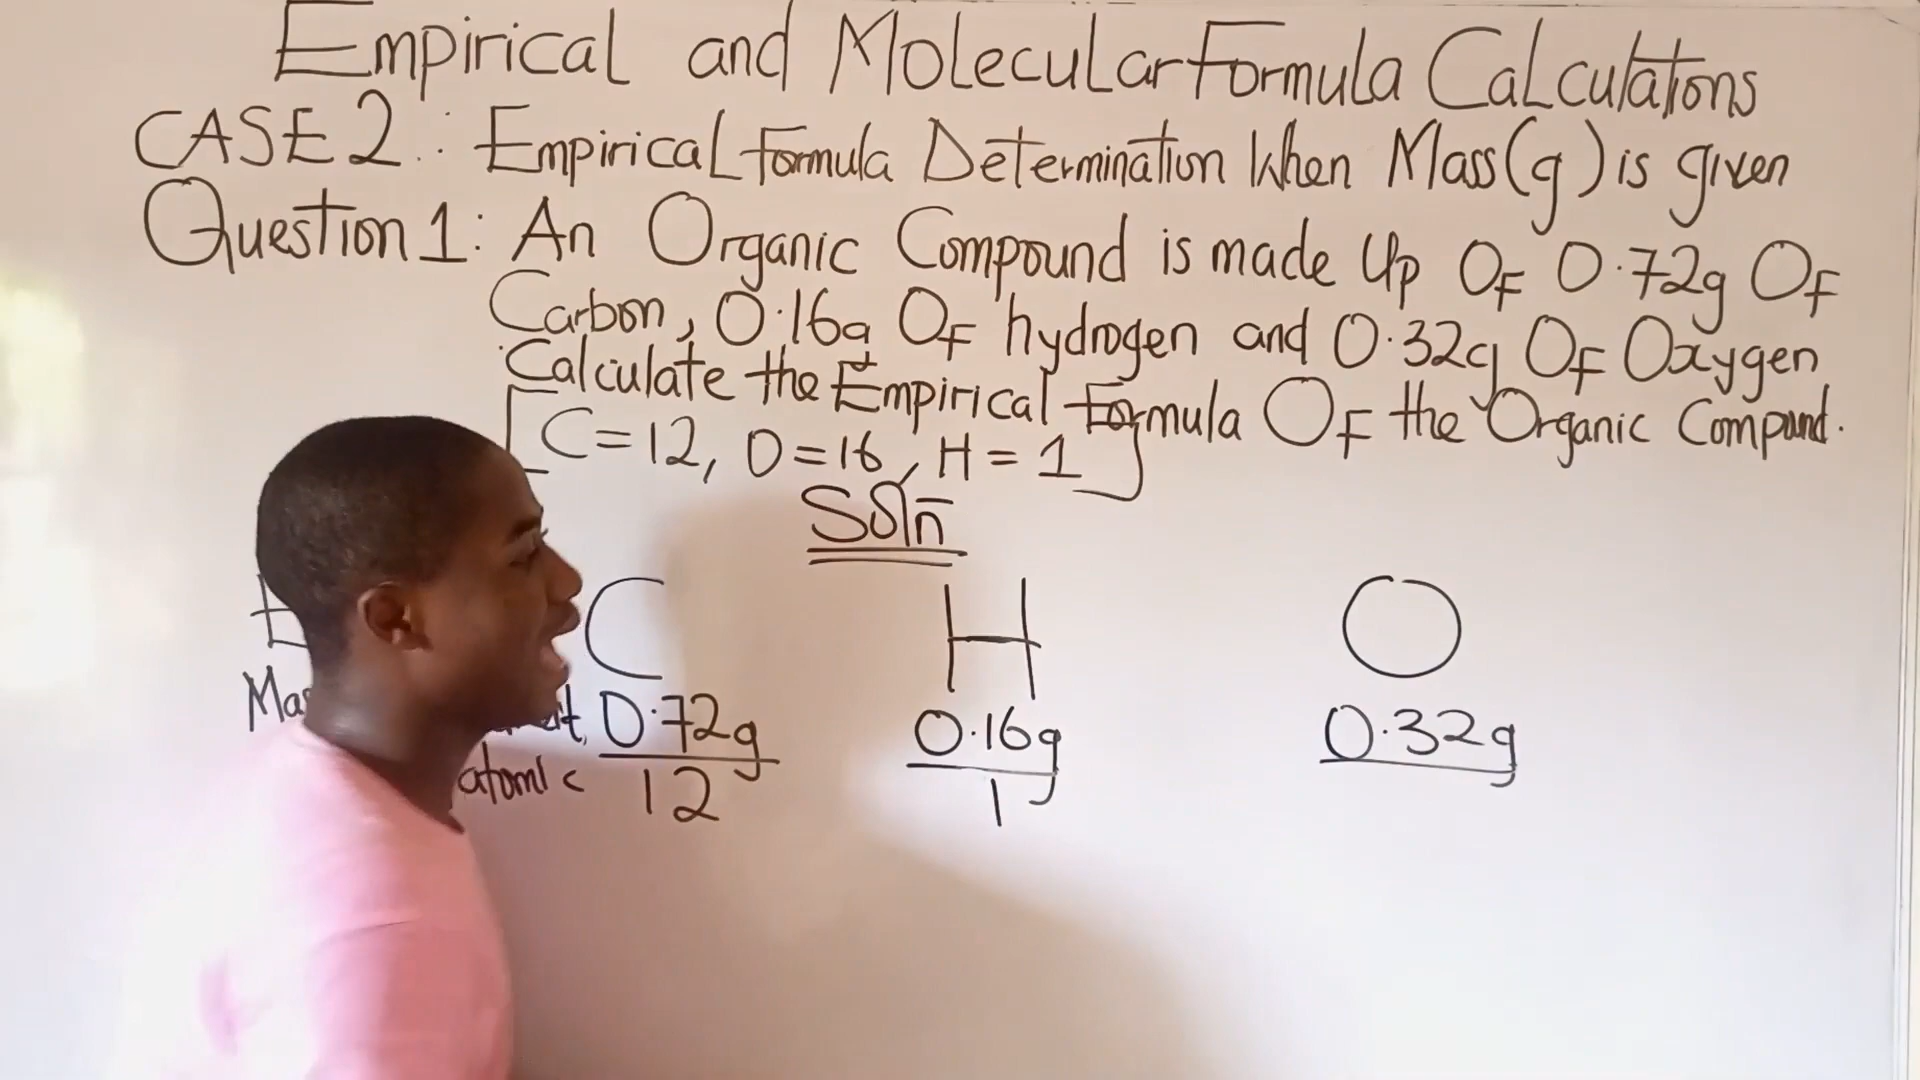 Empirical and Molecular Formula Calculations
CASE 2: Empirical Formula Determination When Mass(g) is given
Question 1: An Organic Compound is made Up Of 0.72g Of
Carbon, 0.16g Of hydrogen and 0.32g Of Oxygen
Calculate the Empirical Formula Of the Organic Compound.
[C=12, O=16, H=1]
Soln
C H O
0.72g 0.16g 0.32g
atomic 12 1